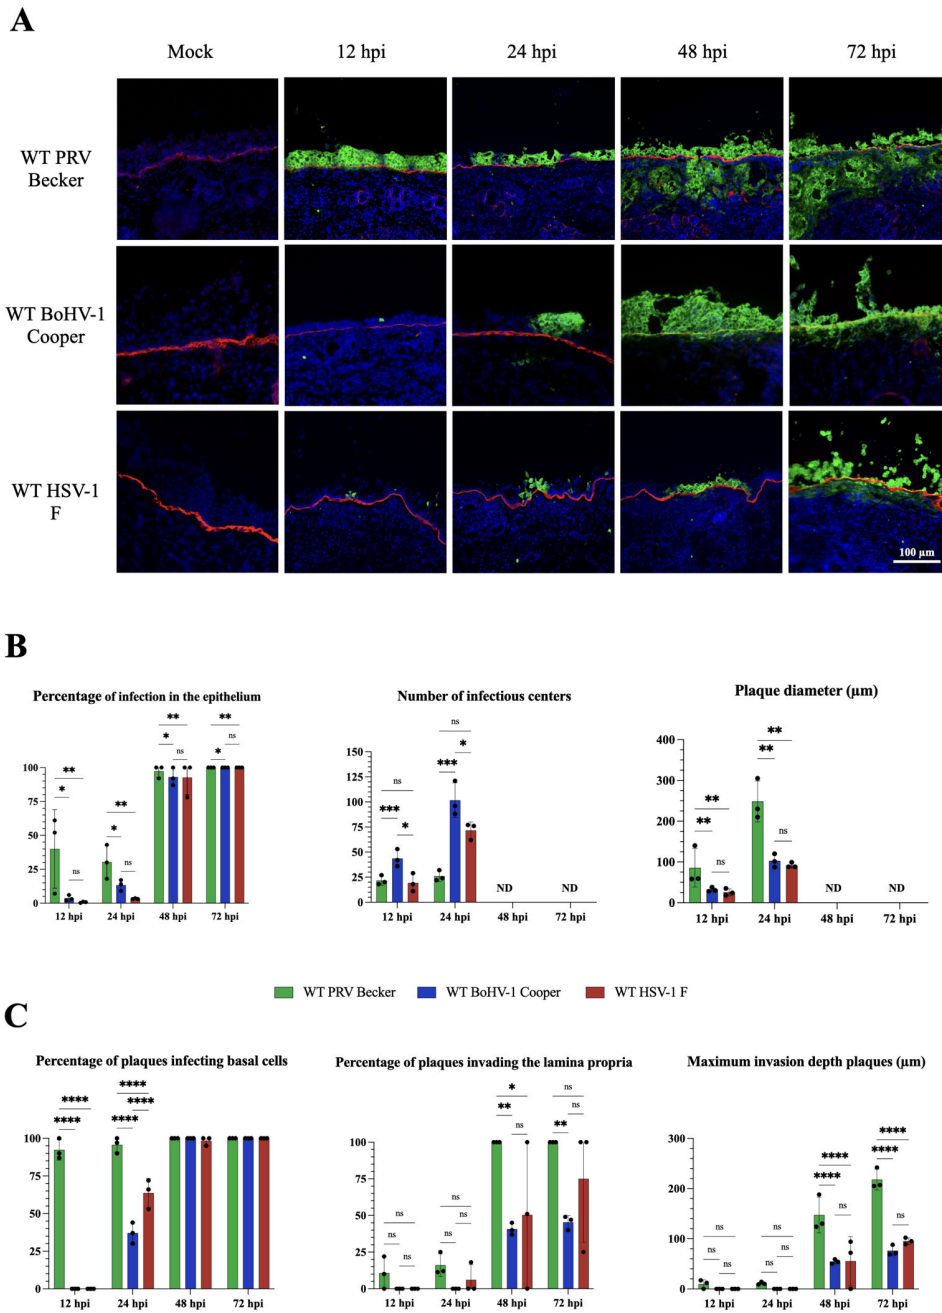 A
Mock
12 hpi
24 hpi
48 hpi
72 hpi
WT PRV
Becker
WT BoHV-1
Cooper
WT HSV-1
F
100 µm
B
Percentage of infection in the epithelium
** ** 
* ns
** * ns
** *
ns
** * ns
100
75
50
25
0
12 hpi
24 hpi
48 hpi
72 hpi
Number of infectious centers
ns
*** *
ns
*** *
150
125
100
75
50
25
0
ND
ND
12 hpi
24 hpi
48 hpi
72 hpi
Plaque diameter (µm)
**
** ns
**
** ns
400
300
200
100
0
ND
ND
12 hpi
24 hpi
48 hpi
72 hpi
WT PRV Becker
WT BoHV-1 Cooper
WT HSV-1 F
C
Percentage of plaques infecting basal cells
****
****
****
**** ****
100
75
50
25
0
12 hpi
24 hpi
48 hpi
72 hpi
Percentage of plaques invading the lamina propria
ns
ns ns
ns
ns ns
*
** ns
ns
** ns
100
75
50
25
0
12 hpi
24 hpi
48 hpi
72 hpi
Maximum invasion depth plaques (µm)
ns
ns
ns
ns
ns
ns
****
**** ns
****
**** ns
300
200
100
0
12 hpi
24 hpi
48 hpi
72 hpi